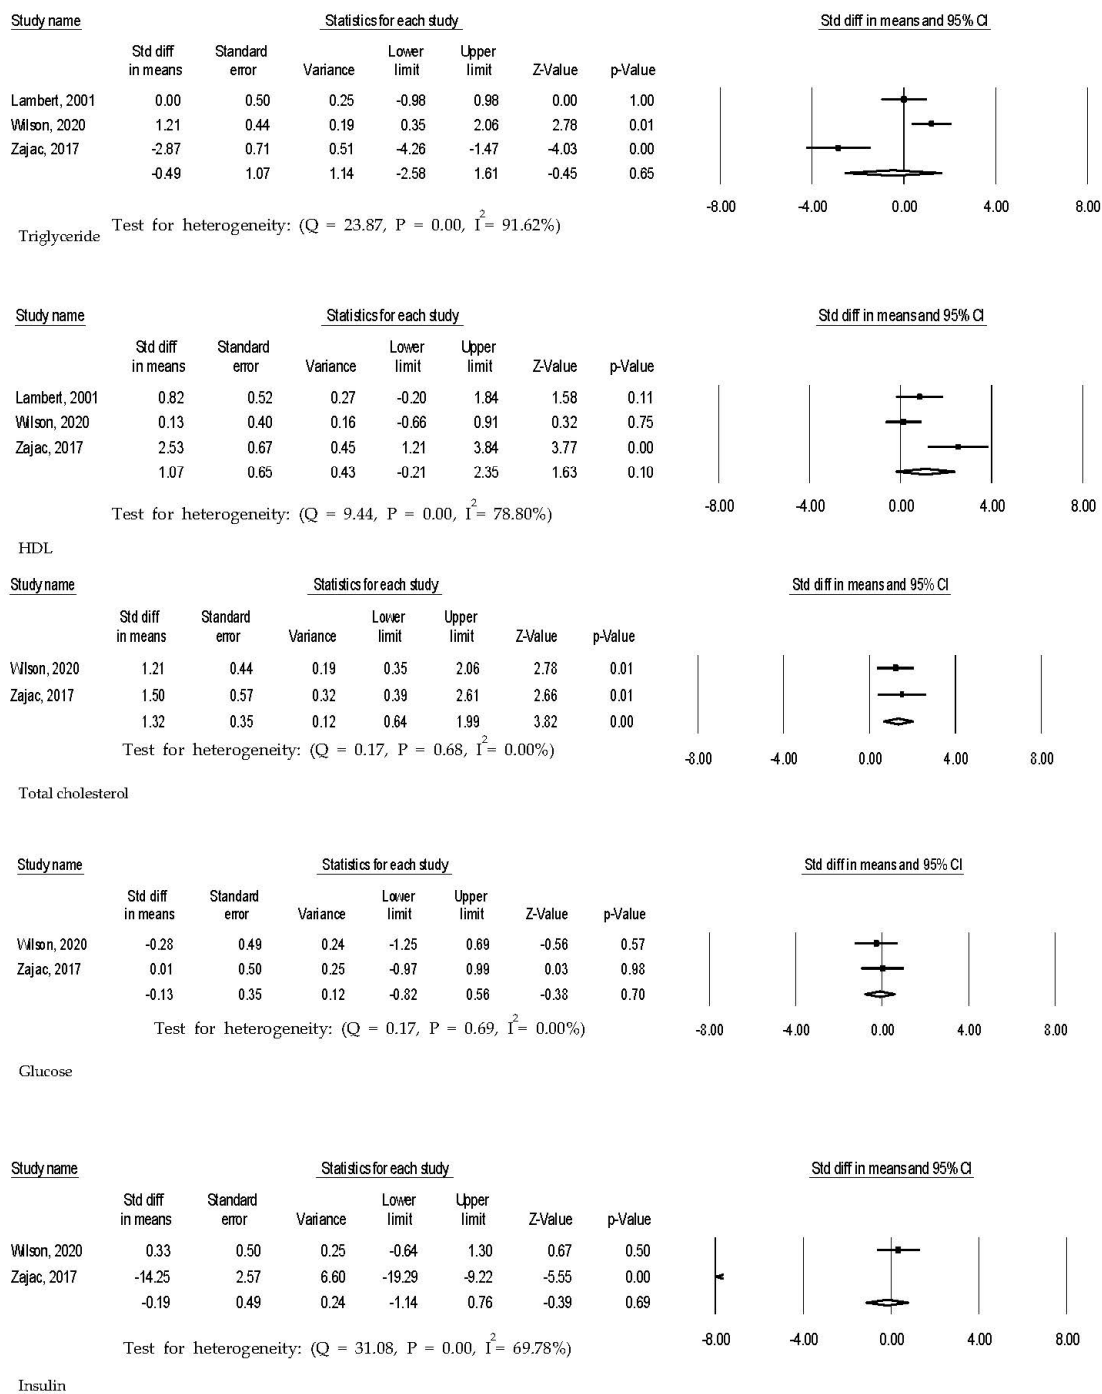 Study name Statistics for each study Std diff in means and 95% CI
Std diff Standard Lower Upper
in means error Variance limit limit Z-Value p-Value
Lambert, 2001 0.00 0.50 0.25 -0.98 0.98 0.00 1.00
Wilson, 2020 1.21 0.44 0.19 0.35 2.06 2.78 0.01
Zajac, 2017 -2.87 0.71 0.51 -4.26 -1.47 -4.03 0.00
-0.49 1.07 1.14 -2.58 1.61 -0.45 0.65
-8.00 -4.00 0.00 4.00 8.00
Test for heterogeneity: (Q = 23.87, P = 0.00, I2= 91.62%)
Triglyceride
Study name Statistics for each study Std diff in means and 95% CI
Std diff Standard Lower Upper
in means error Variance limit limit Z-Value p-Value
Lambert, 2001 0.82 0.52 0.27 -0.20 1.84 1.58 0.11
Wilson, 2020 0.13 0.40 0.16 -0.66 0.91 0.32 0.75
Zajac, 2017 2.53 0.67 0.45 1.21 3.84 3.77 0.00
1.07 0.65 0.43 -0.21 2.35 1.63 0.10
-8.00 -4.00 0.00 4.00 8.00
Test for heterogeneity: (Q = 9.44, P = 0.00, I2= 78.80%)
HDL
Study name Statistics for each study Std diff in means and 95% CI
Std diff Standard Lower Upper
in means error Variance limit limit Z-Value p-Value
Wilson, 2020 1.21 0.44 0.19 0.35 2.06 2.78 0.01
Zajac, 2017 1.50 0.57 0.32 0.39 2.61 2.66 0.01
1.32 0.35 0.12 0.64 1.99 3.82 0.00
Test for heterogeneity: (Q = 0.17, P = 0.68, I2= 0.00%)
-8.00 -4.00 0.00 4.00 8.00
Total cholesterol
Study name Statistics for each study Std diff in means and 95% CI
Std diff Standard Lower Upper
in means error Variance limit limit Z-Value p-Value
Wilson, 2020 -0.28 0.49 0.24 -1.25 0.69 -0.56 0.57
Zajac, 2017 0.01 0.50 0.25 -0.97 0.99 0.03 0.98
-0.13 0.35 0.12 -0.82 0.56 -0.38 0.70
Test for heterogeneity: (Q = 0.17, P = 0.69, I2= 0.00%)
-8.00 -4.00 0.00 4.00 8.00
Glucose
Study name Statistics for each study Std diff in means and 95% CI
Std diff Standard Lower Upper
in means error Variance limit limit Z-Value p-Value
Wilson, 2020 0.33 0.50 0.25 -0.64 1.30 0.67 0.50
Zajac, 2017 -14.25 2.57 6.60 -19.29 -9.22 -5.55 0.00
-0.19 0.49 0.24 -1.14 0.76 -0.39 0.69
-8.00 -4.00 0.00 4.00 8.00
Test for heterogeneity: (Q = 31.08, P = 0.00, I2= 69.78%)
Insulin